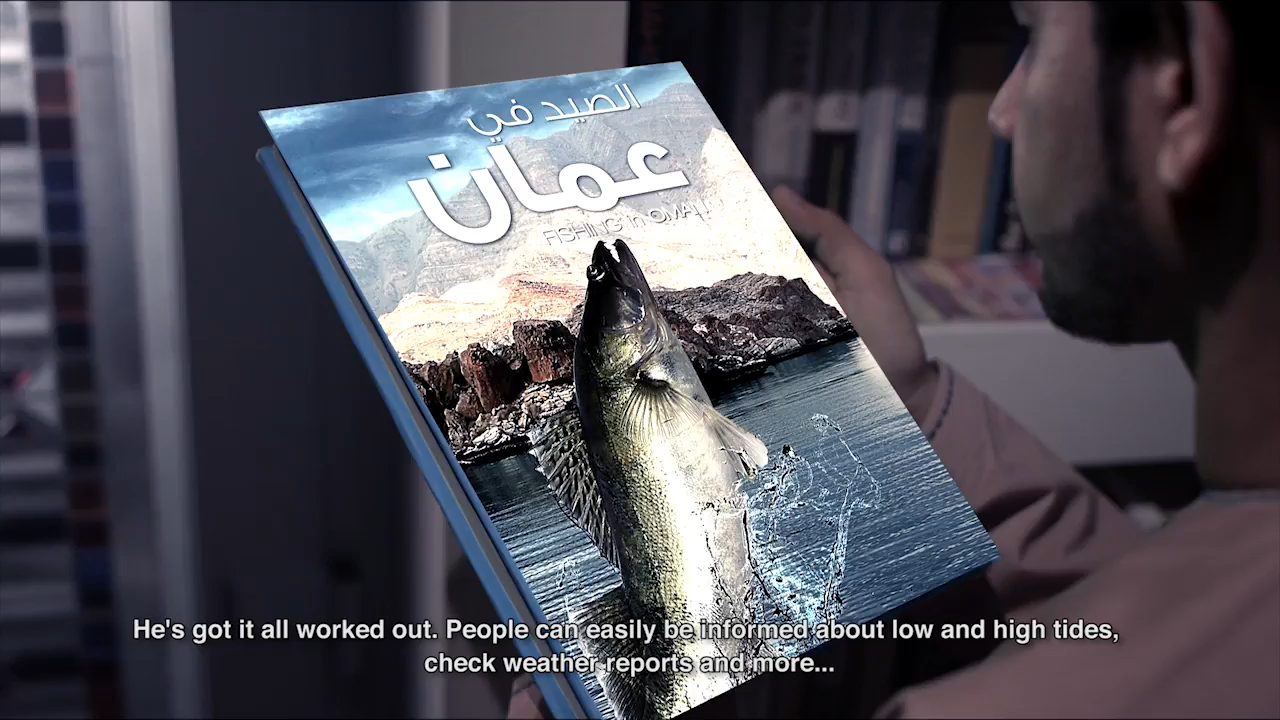 الصيد في
عمان
FISHING in OMAN
He's got it all worked out. People can easily be informed about low and high tides,
check weather reports and more...